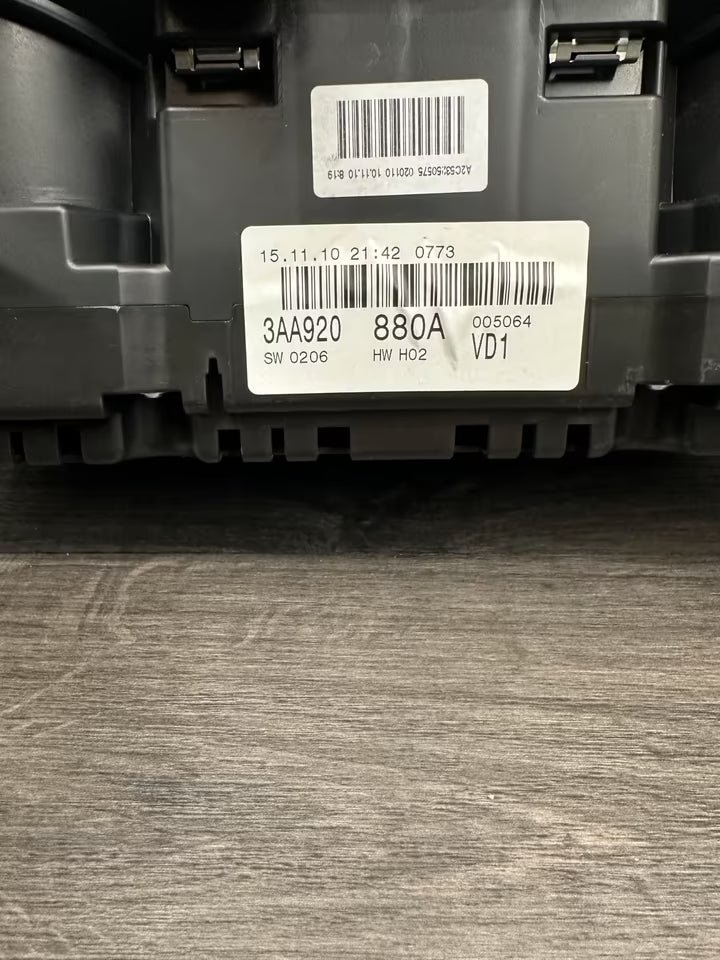 A2C53250575 020110 10.11.10 8:19
15.11.10 21:42 0773
3AA920 880A 005064
SW 0206 HW H02 VD1